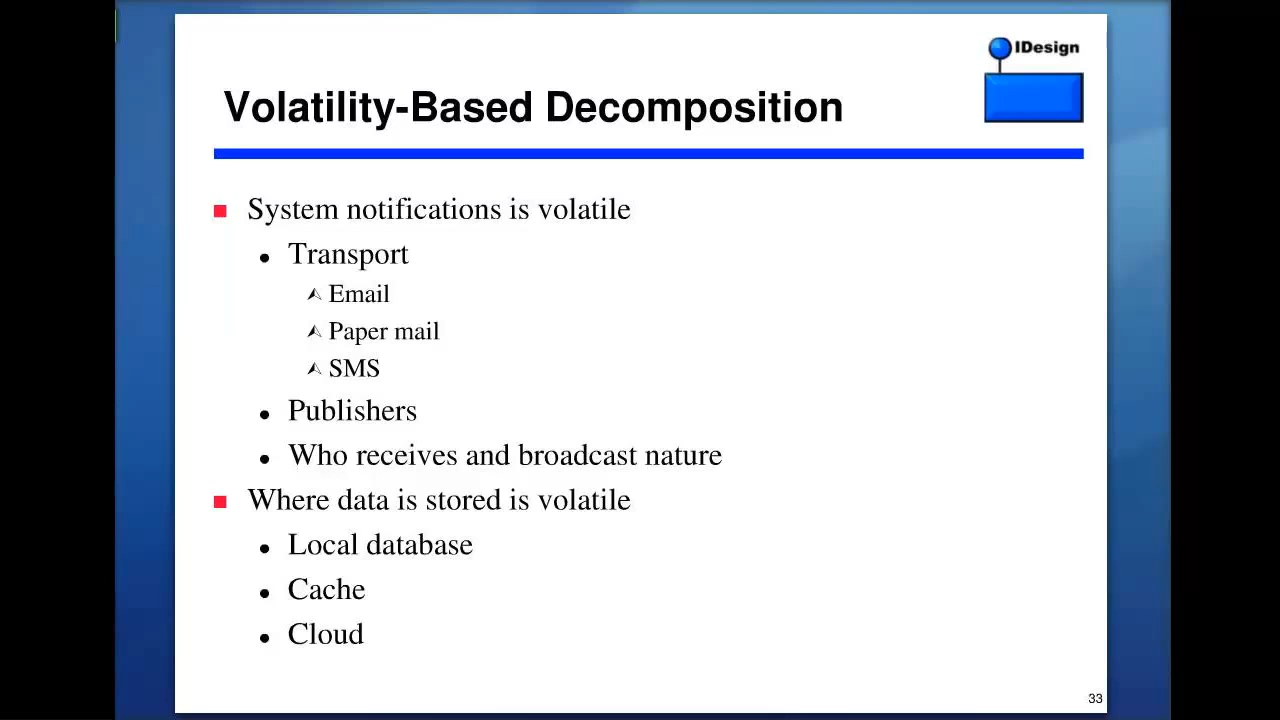 IDesign
Volatility-Based Decomposition
System notifications is volatile
Transport
Email
Paper mail
SMS
Publishers
Who receives and broadcast nature
Where data is stored is volatile
Local database
Cache
Cloud
33